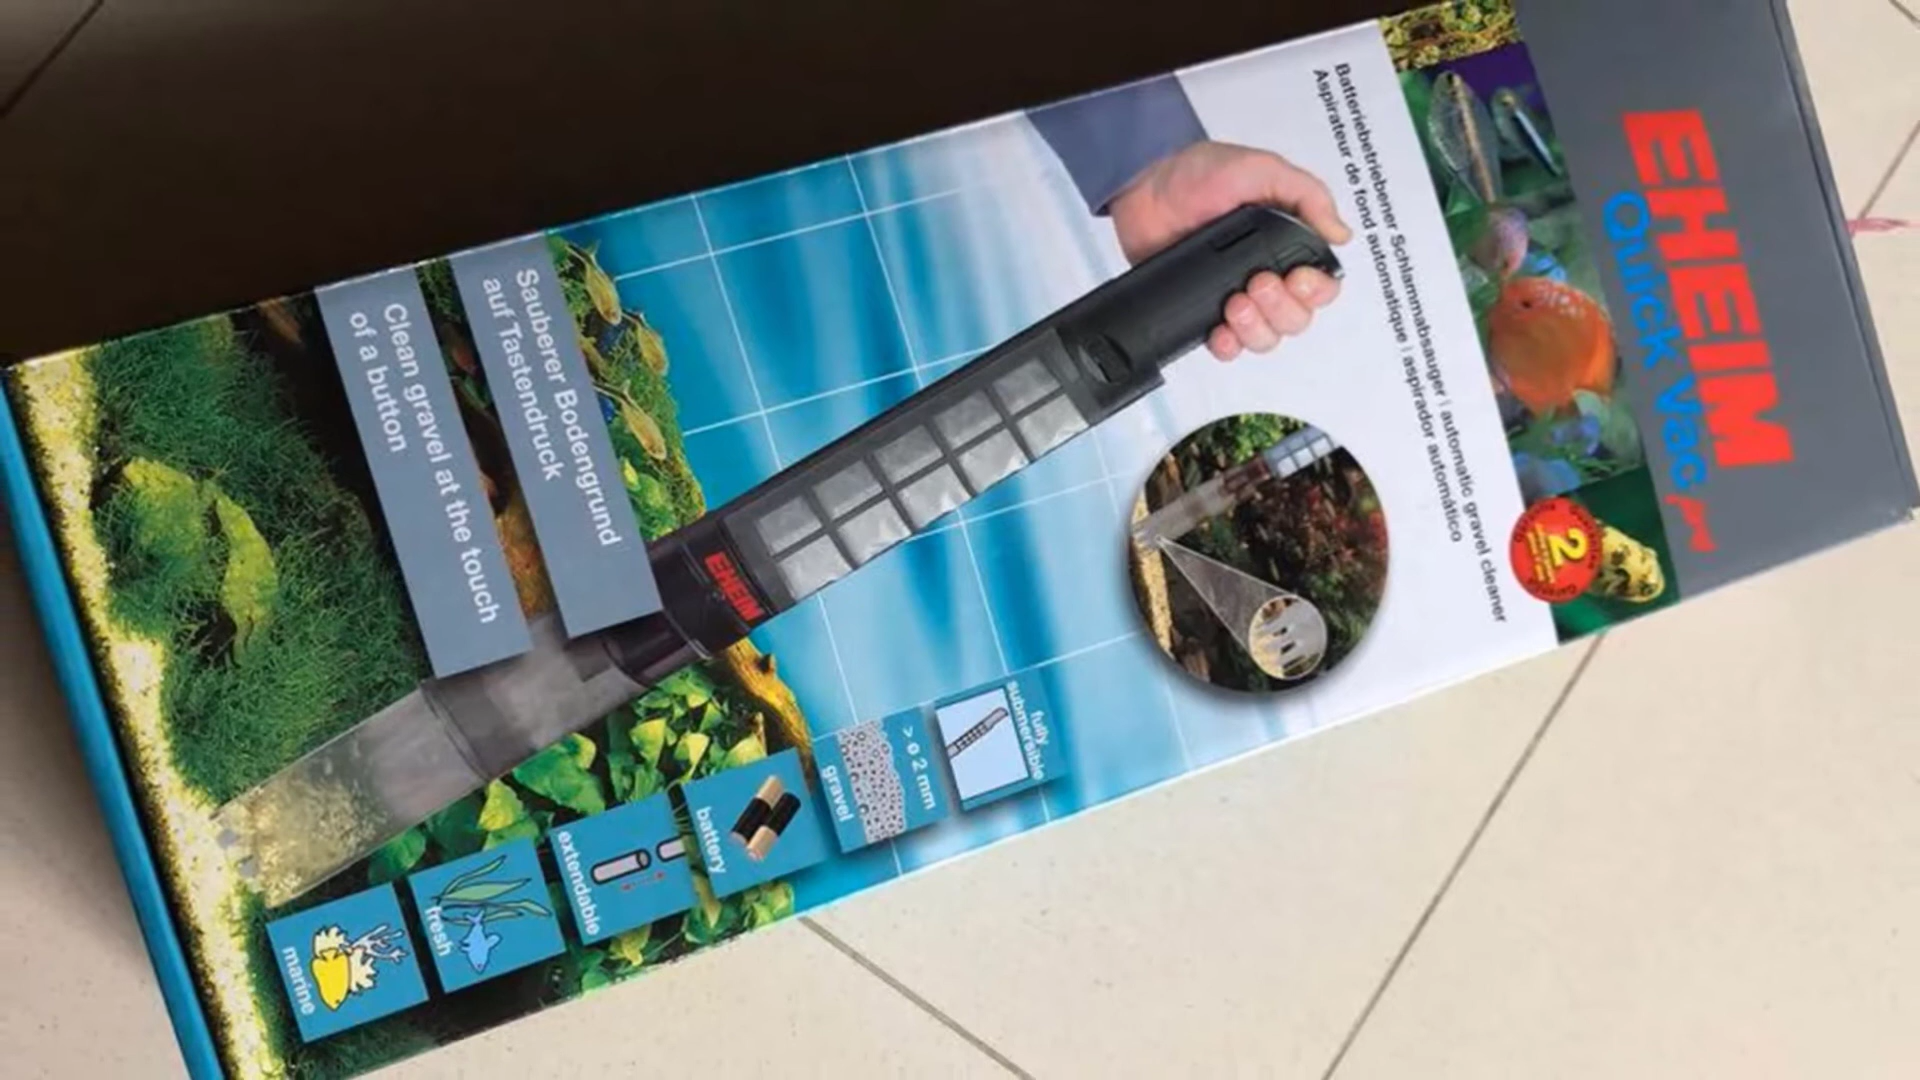 EHEIM
Quick Vac pro
2
Batteriebetriebener Schlammabsauger | automatic gravel cleaner
Aspirateur de fond automatique | aspirador automático
Sauberer Bodengrund
auf Tastendruck
Clean gravel at the touch
of a button
EHEIM
fully
submersible
> ø 2 mm
gravel
battery
extendable
fresh
marine